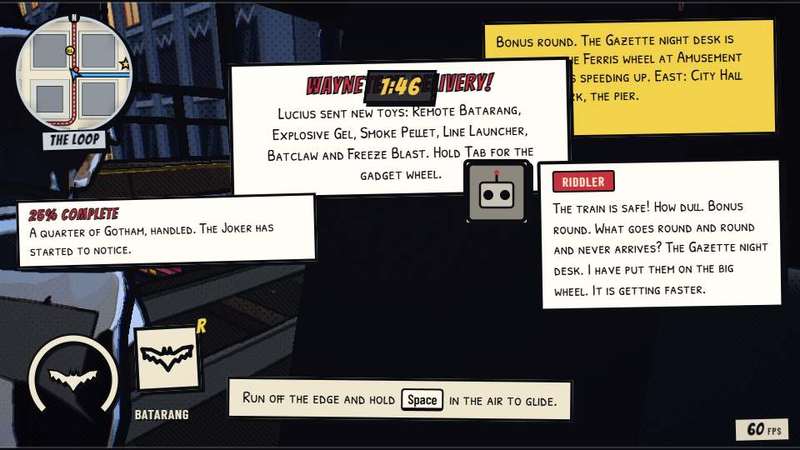 N
THE LOOP
BONUS ROUND. THE GAZETTE NIGHT DESK IS
FERRIS WHEEL AT AMUSEMENT
SPEEDING UP. EAST: CITY HALL
THE PIER.
WAYNE
1:46
LIVERY!
LUCIUS SENT NEW TOYS: REMOTE BATARANG,
EXPLOSIVE GEL, SMOKE PELLET, LINE LAUNCHER,
BATCLAW AND FREEZE BLAST. HOLD TAB FOR THE
GADGET WHEEL.
25% COMPLETE
A QUARTER OF GOTHAM, HANDLED. THE JOKER HAS
STARTED TO NOTICE.
RIDDLER
THE TRAIN IS SAFE! HOW DULL. BONUS
ROUND. WHAT GOES ROUND AND ROUND
AND NEVER ARRIVES? THE GAZETTE NIGHT
DESK. I HAVE PUT THEM ON THE BIG
WHEEL. IT IS GETTING FASTER.
R
BATARANG
RUN OFF THE EDGE AND HOLD Space IN THE AIR TO GLIDE.
60 FPS